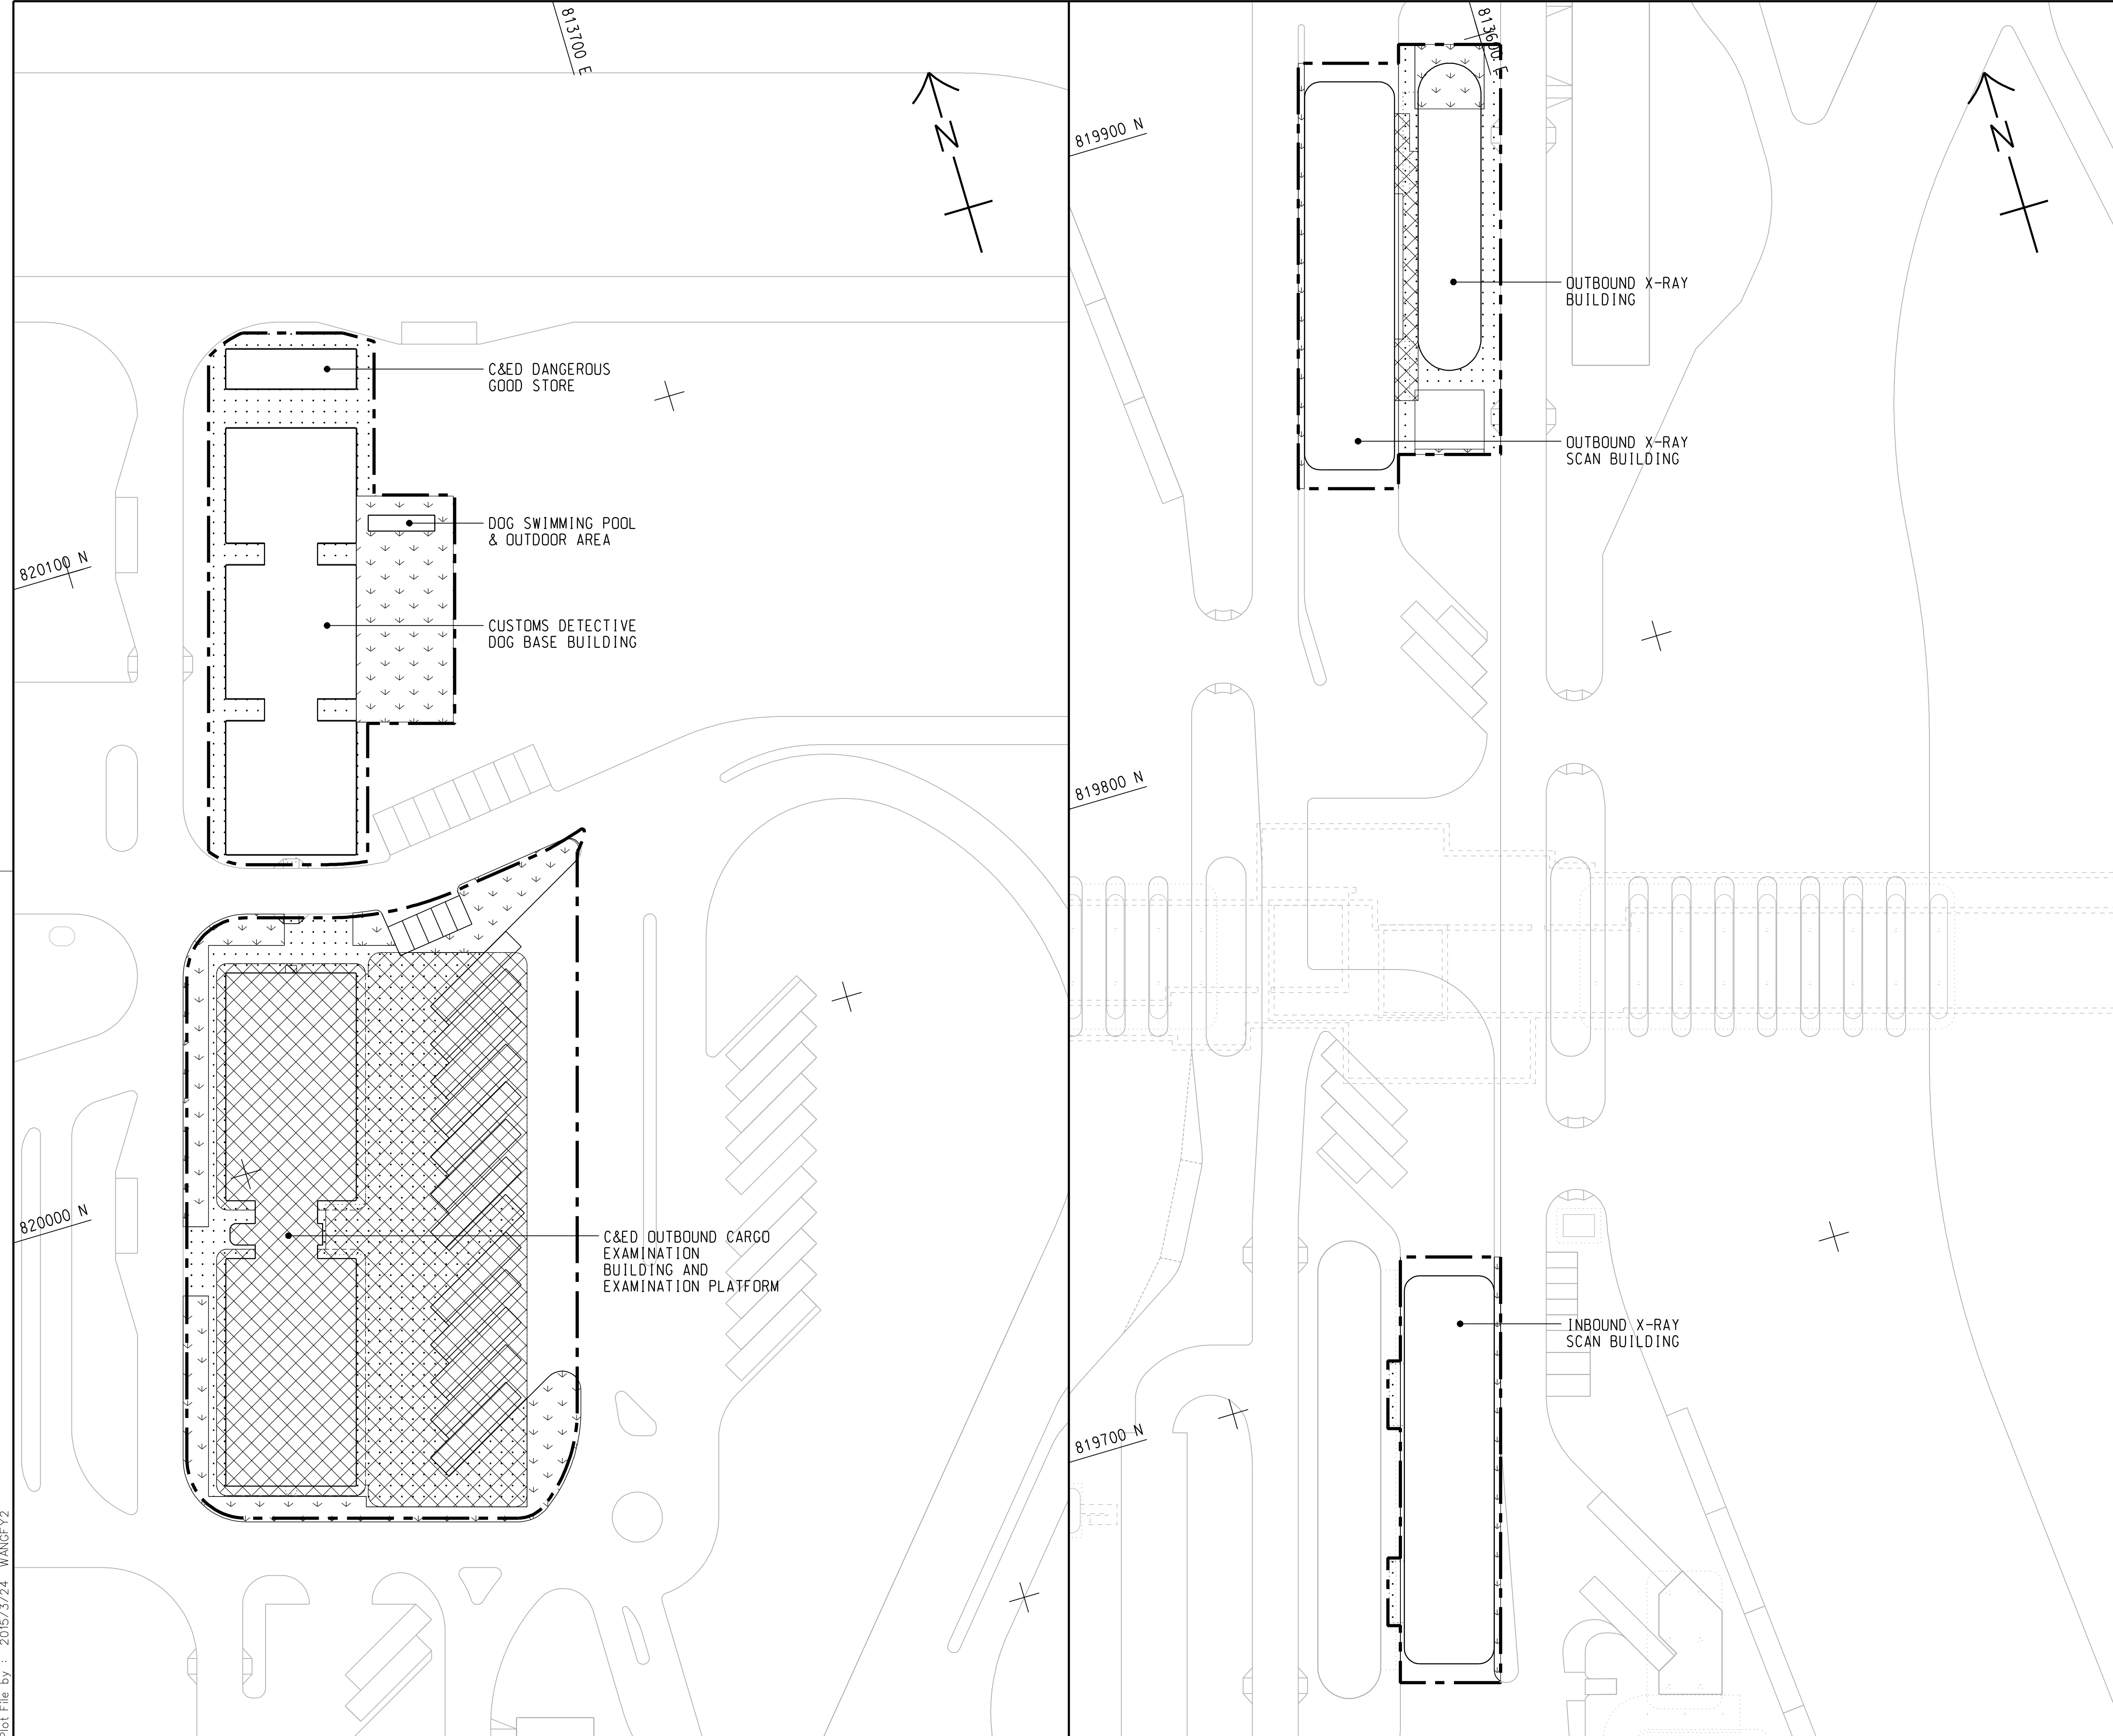 813700 E
N
C&ED DANGEROUS
GOOD STORE
DOG SWIMMING POOL
& OUTDOOR AREA
820100 N
CUSTOMS DETECTIVE
DOG BASE BUILDING
820000 N
C&ED OUTBOUND CARGO
EXAMINATION
BUILDING AND
EXAMINATION PLATFORM
Plot File by : 2015/3/24 WANGFY2
813600 E
N
819900 N
OUTBOUND X-RAY
BUILDING
OUTBOUND X-RAY
SCAN BUILDING
819800 N
INBOUND X-RAY
SCAN BUILDING
819700 N